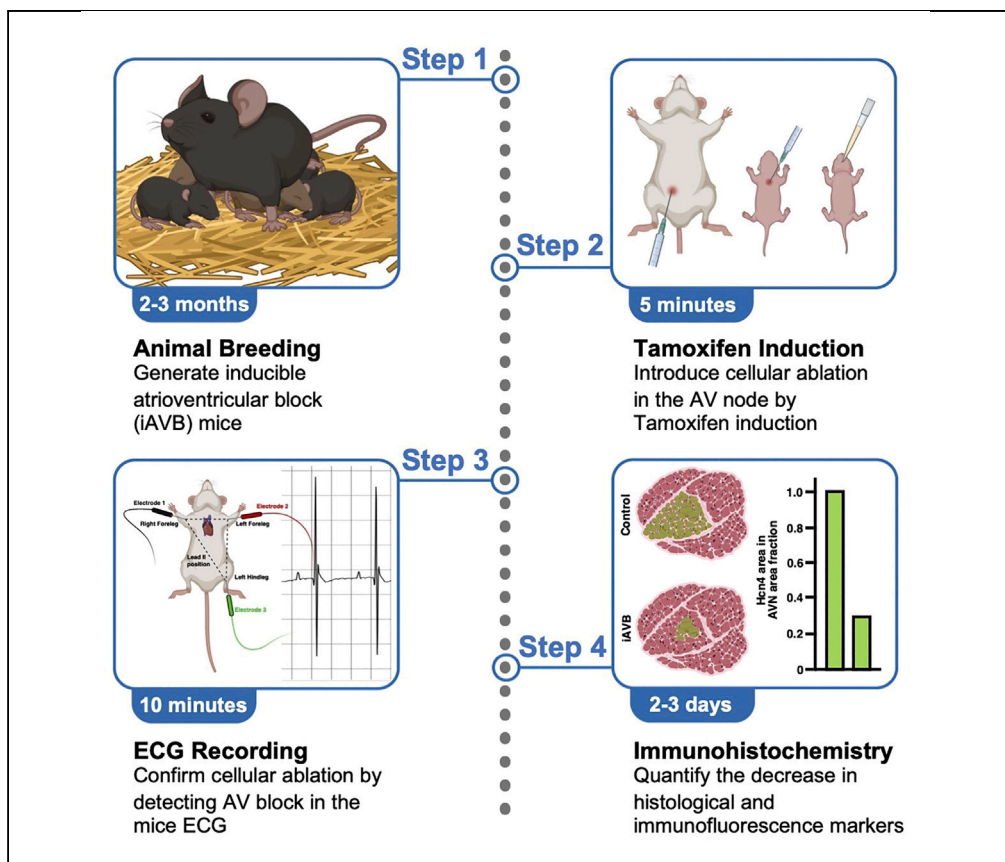 Step 1
2-3 months
Animal Breeding
Generate inducible
atrioventricular block
(iAVB) mice
Step 2
5 minutes
Tamoxifen Induction
Introduce cellular ablation
in the AV node by
Tamoxifen induction
Step 3
Electrode 1
Right Foreleg
Electrode 2
Left Foreleg
Lead II
position
Left Hindleg
Electrode 3
10 minutes
ECG Recording
Confirm cellular ablation by
detecting AV block in the
mice ECG
Step 4
Control
iAVB
Hcn4 area in
AVN area fraction
1.0
0.8
0.6
0.4
0.2
0
2-3 days
Immunohistochemistry
Quantify the decrease in
histological and
immunofluorescence markers